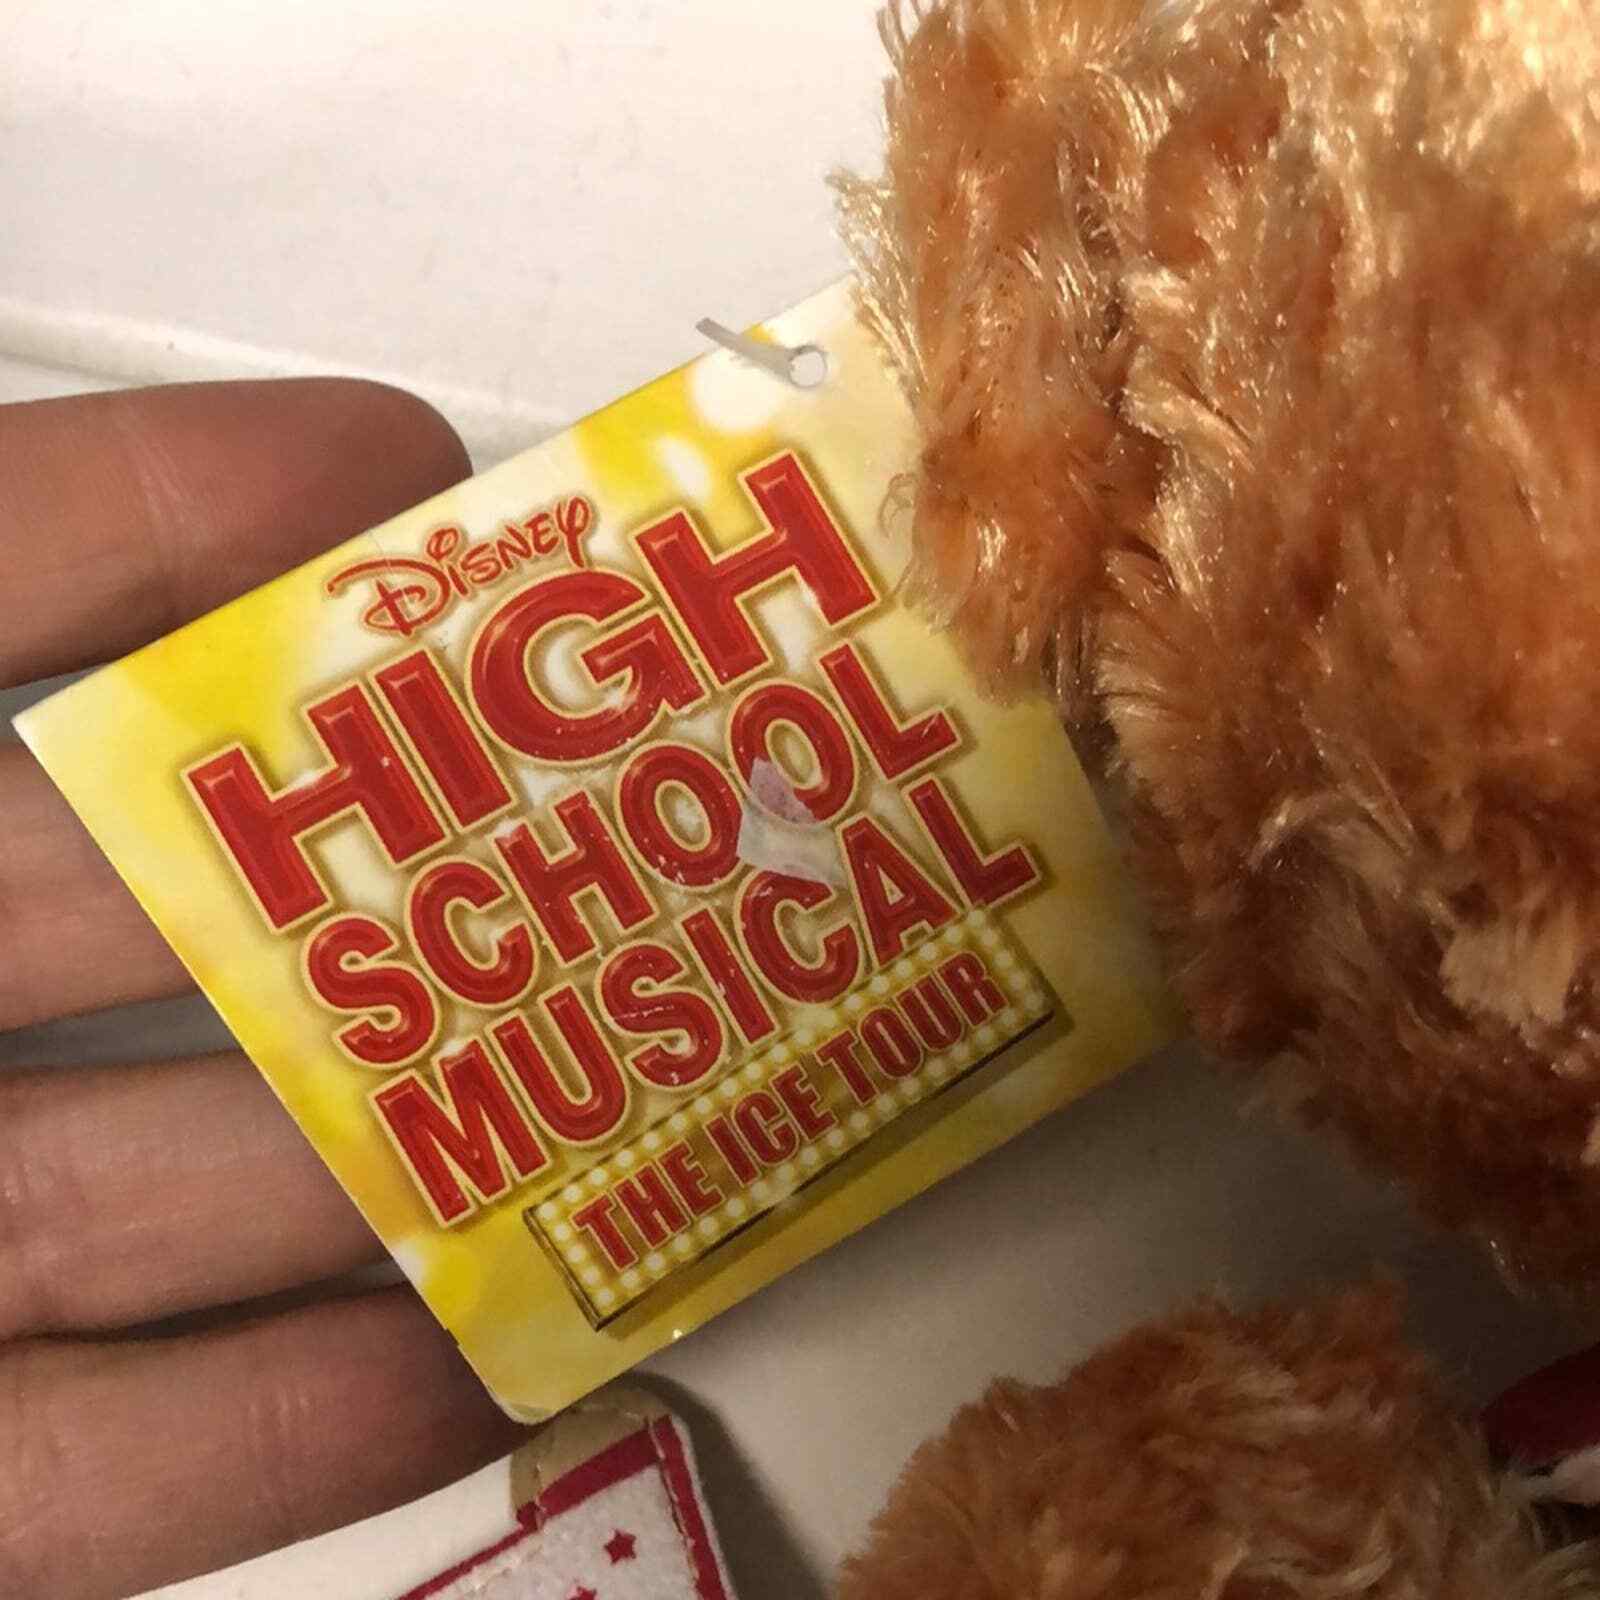 Disney
HIGH
SCHOOL
MUSICAL
THE ICE TOUR